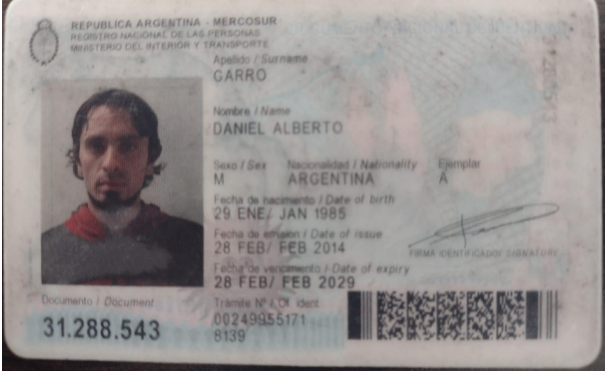 REPUBLICA ARGENTINA - MERCOSUR
REGISTRO NACIONAL DE LAS PERSONAS
MINISTERIO DEL INTERIOR Y TRANSPORTE
Apellido / Surname
GARRO
Nombre / Name
DANIEL ALBERTO
Sexo / Sex Nacionalidad / Nationality Ejemplar
M ARGENTINA A
Fecha de nacimiento / Date of birth
29 ENE/ JAN 1985
Fecha de emisión / Date of issue
28 FEB/ FEB 2014
FIRMA IDENTIFICADO/ SIGNATURE
Fecha de vencimiento / Date of expiry
28 FEB/ FEB 2029
Documento / Document Trámite Nº / Of. ident.
31.288.543 00249955171
8139